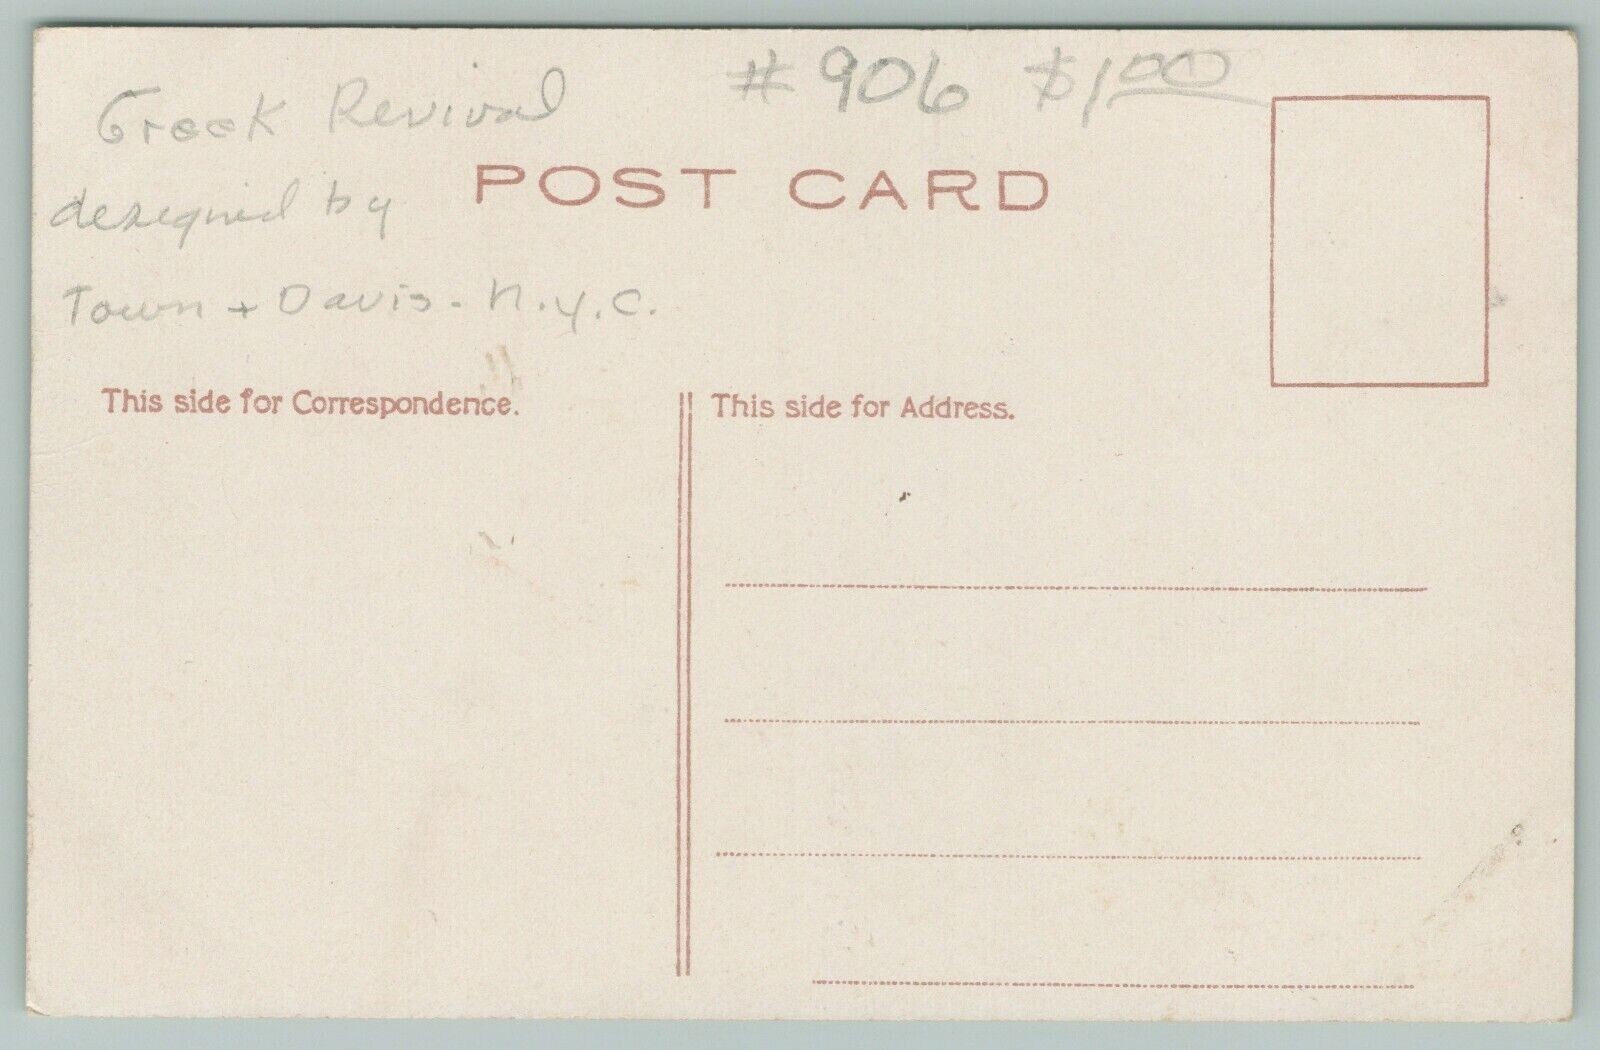 Greek Revival # 906 $1.00
designed by
POST CARD
Town + Davis - N.Y.C.
This side for Correspondence. This side for Address.